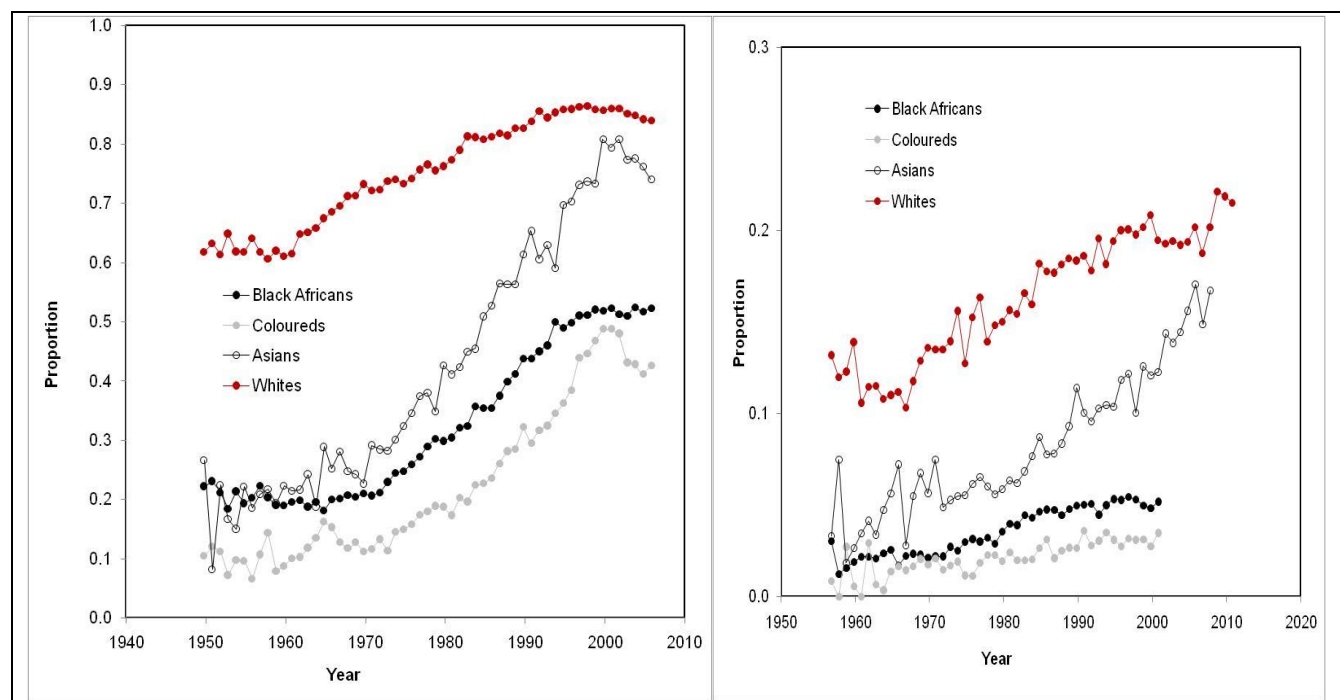 1.0
0.9
0.8
0.7
0.6
0.5
0.4
0.3
0.2
0.1
0.0
Proportion
Black Africans
Coloureds
Asians
Whites
1940 1950 1960 1970 1980 1990 2000 2010
Year
0.3
0.2
0.1
0.0
Proportion
Black Africans
Coloureds
Asians
Whites
1950 1960 1970 1980 1990 2000 2010 2020
Year